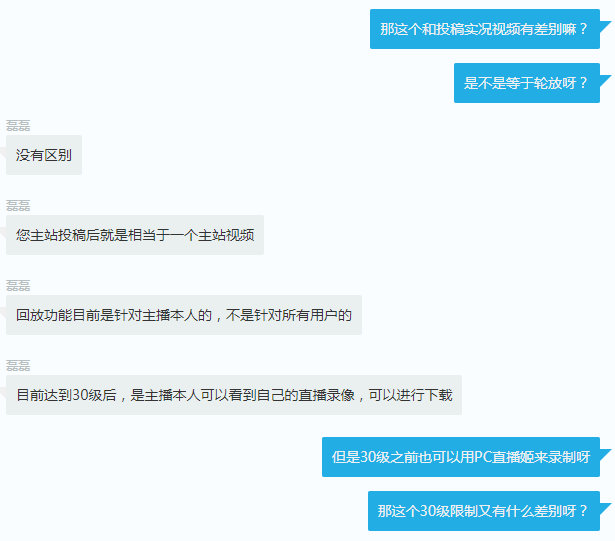 那这个和投稿实况视频有差别嘛？
是不是等于轮放呀？
磊磊
没有区别
磊磊
您主站投稿后就是相当于一个主站视频
磊磊
回放功能目前是针对主播本人的，不是针对所有用户的
磊磊
目前达到30级后，是主播本人可以看到自己的直播录像，可以进行下载
但是30级之前也可以用PC直播姬来录制呀
那这个30级限制又有什么差别呀？